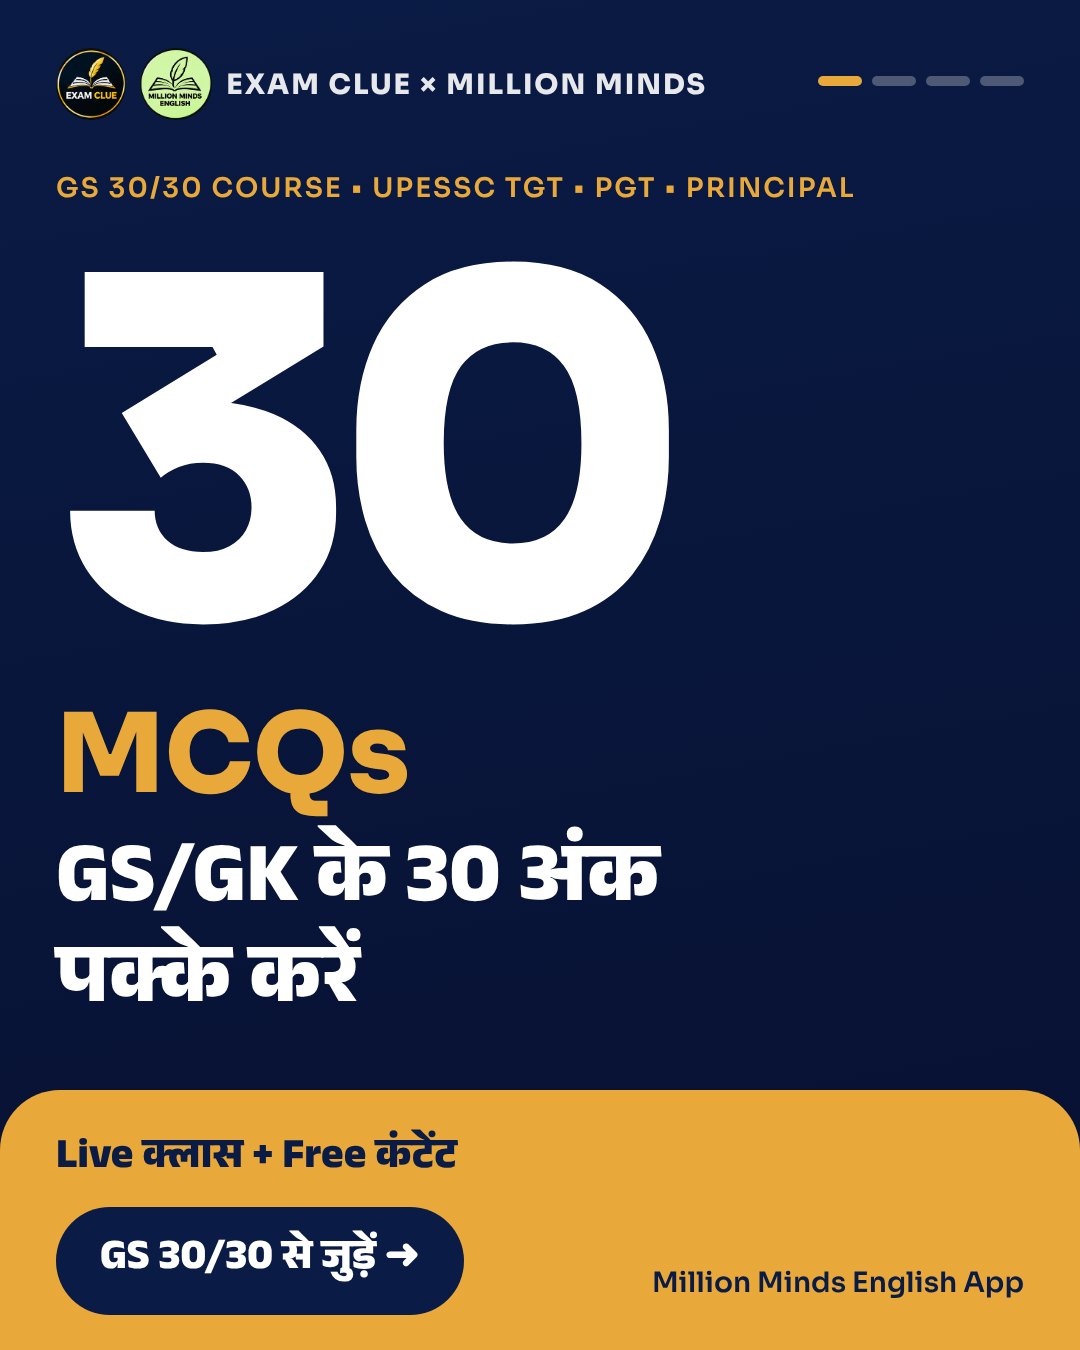 EXAM CLUE
MILLION MINDS
ENGLISH
EXAM CLUE × MILLION MINDS
GS 30/30 COURSE ▪ UPESSC TGT ▪ PGT ▪ PRINCIPAL
30
MCQs
GS/GK के 30 अंक
पक्के करें
Live क्लास + Free कंटेंट
GS 30/30 से जुड़ें ➜
Million Minds English App